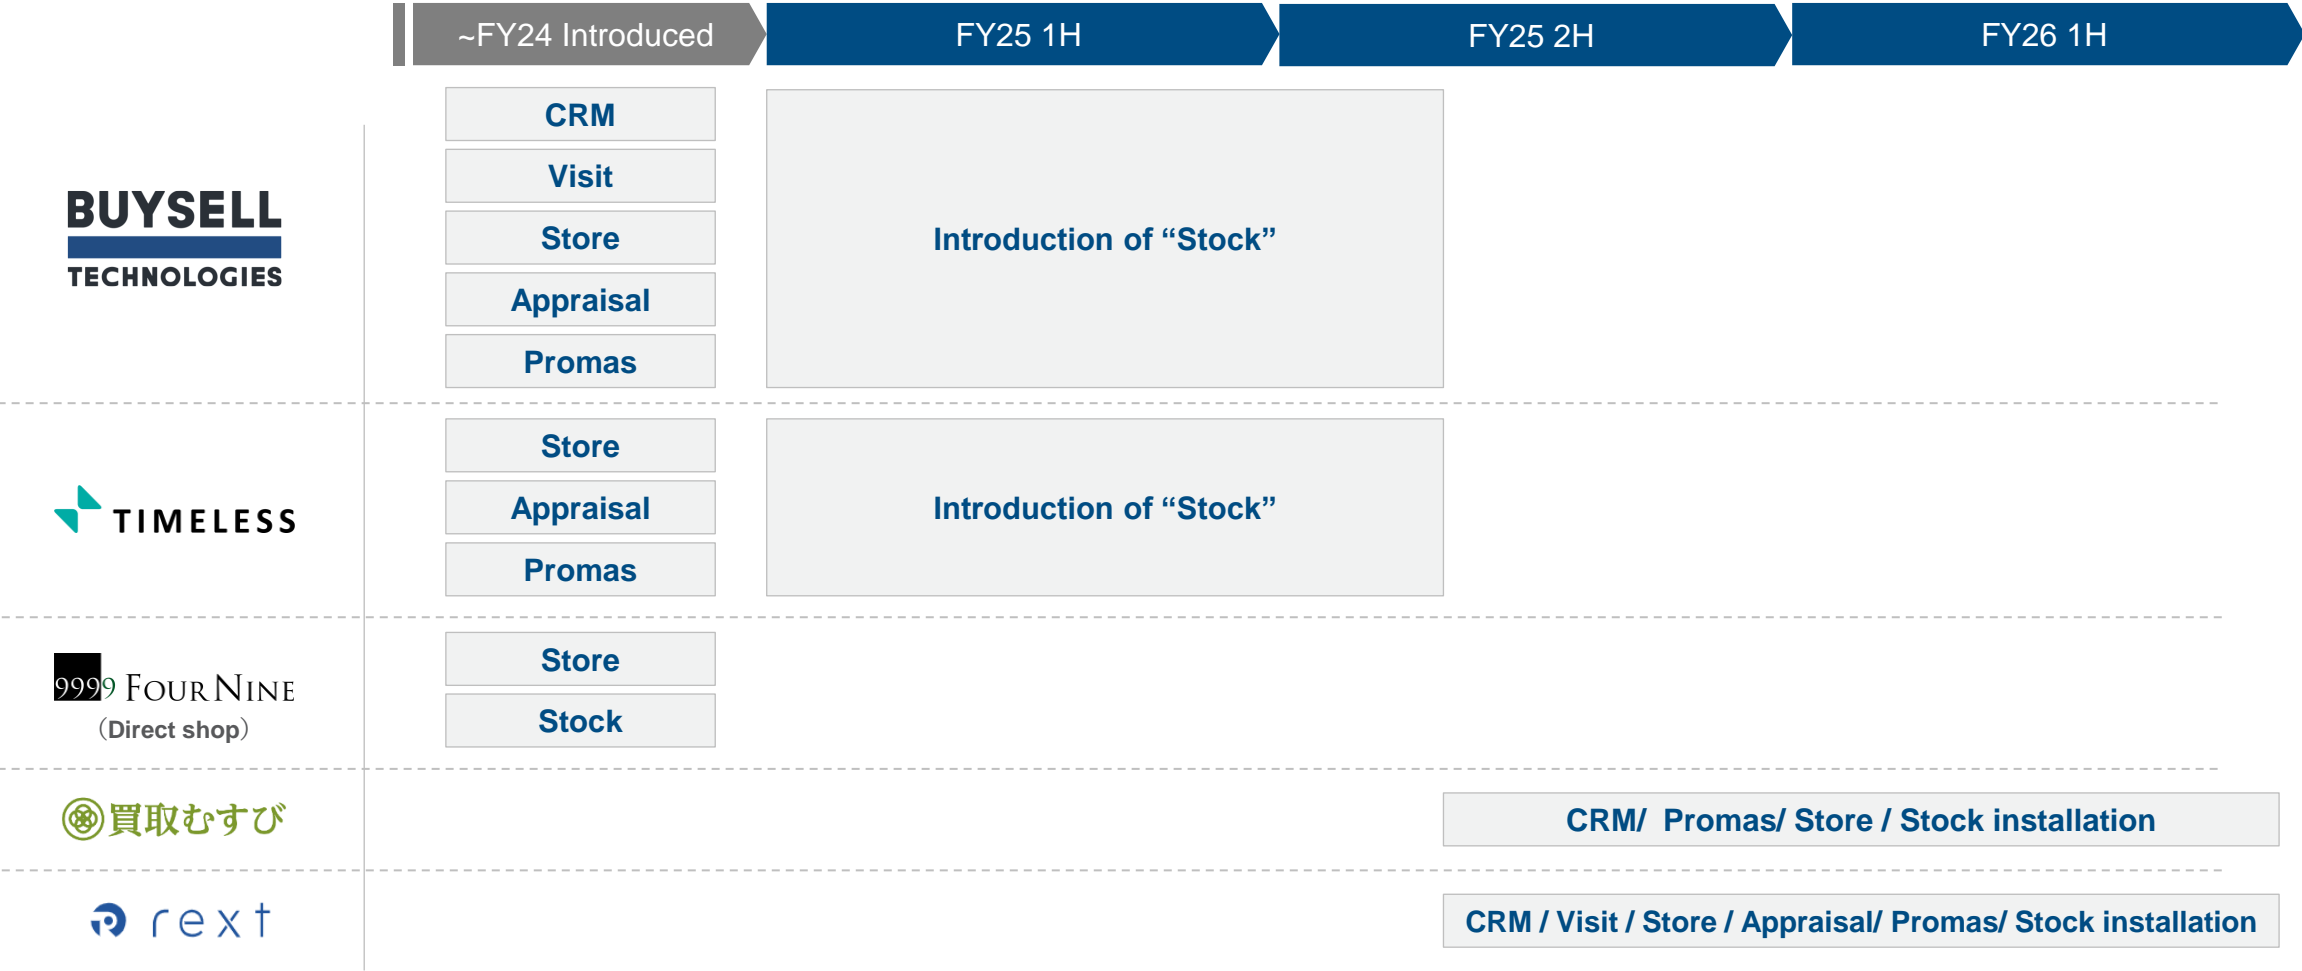 ~FY24 Introduced
FY25 1H
FY25 2H
FY26 1H
BUYSELL
TECHNOLOGIES
CRM
Visit
Store
Appraisal
Promas
Introduction of “Stock”
TIMELESS
Store
Appraisal
Promas
Introduction of “Stock”
9999 FOUR NINE
（Direct shop）
Store
Stock
買取むすび
CRM/ Promas/ Store / Stock installation
rext
CRM / Visit / Store / Appraisal/ Promas/ Stock installation